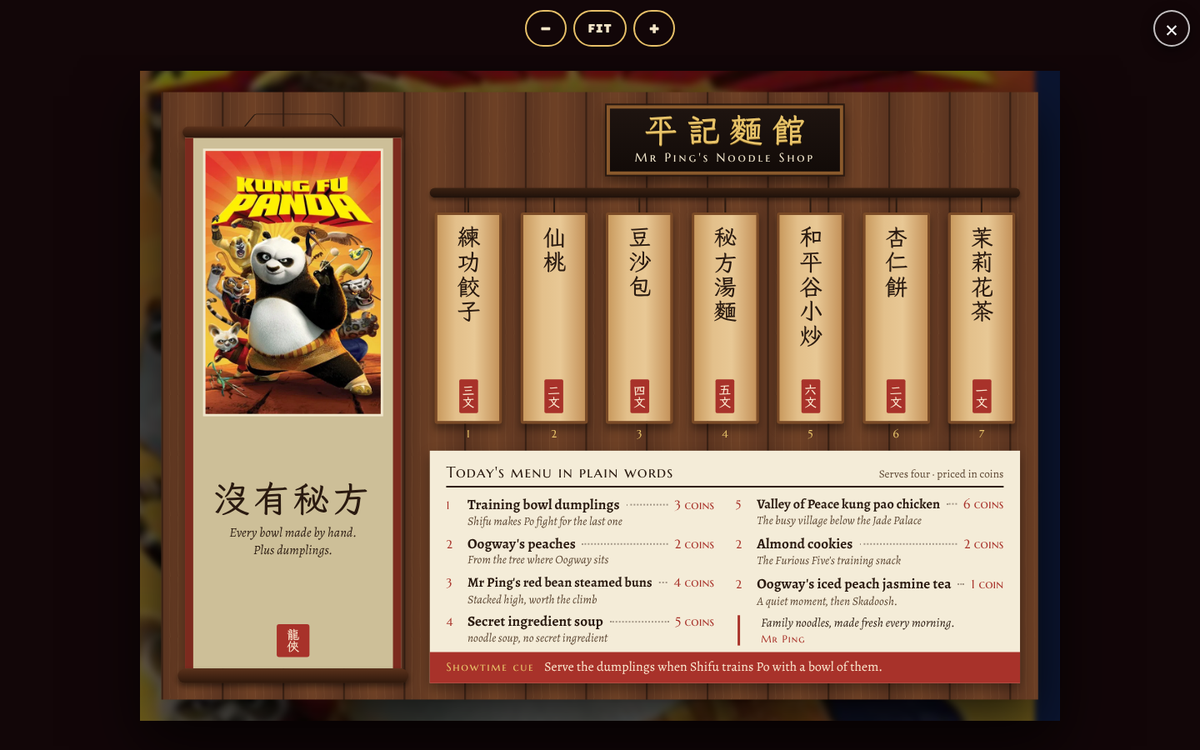 −
FIT
+
×
KUNG FU
PANDA
沒有秘方
Every bowl made by hand.
Plus dumplings.
龍俠
平記麵館
Mr Ping's Noodle Shop
練功餃子
三文
1
仙桃
二文
2
豆沙包
四文
3
秘方湯麵
五文
4
和平谷小炒
六文
5
杏仁餅
二文
6
茉莉花茶
一文
7
Today's menu in plain words
Serves four · priced in coins
1 Training bowl dumplings 3 coins
Shifu makes Po fight for the last one
2 Oogway's peaches 2 coins
From the tree where Oogway sits
3 Mr Ping's red bean steamed buns 4 coins
Stacked high, worth the climb
4 Secret ingredient soup 5 coins
noodle soup, no secret ingredient
5 Valley of Peace kung pao chicken 6 coins
The busy village below the Jade Palace
2 Almond cookies 2 coins
The Furious Five's training snack
2 Oogway's iced peach jasmine tea 1 coin
A quiet moment, then Skadoosh.
Family noodles, made fresh every morning.
Mr Ping
Showtime cue Serve the dumplings when Shifu trains Po with a bowl of them.